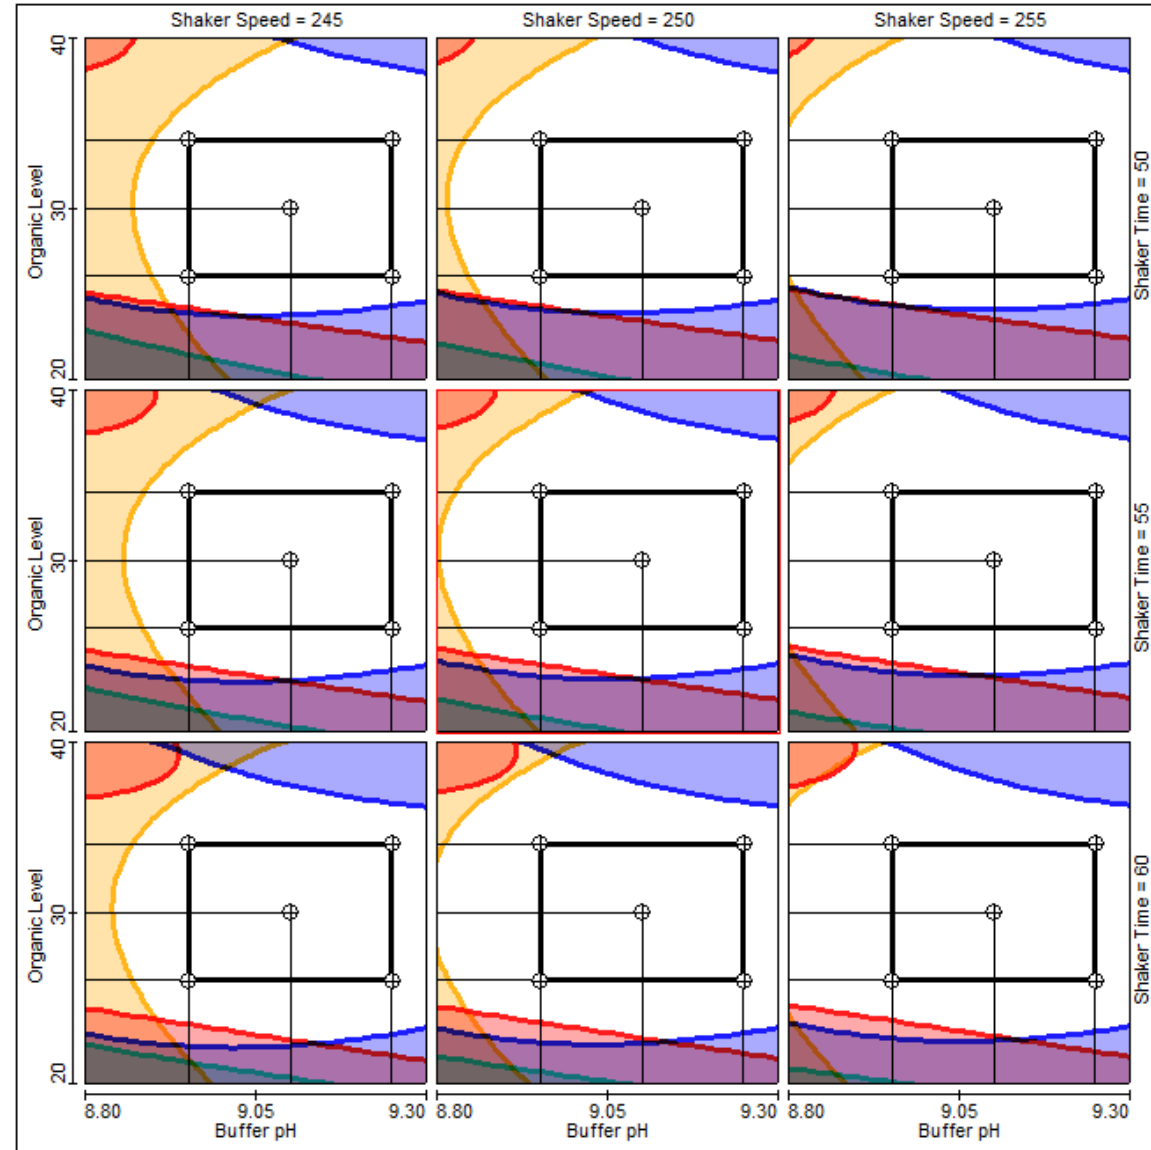 Shaker Speed = 245
Shaker Speed = 250
Shaker Speed = 255
40
30
20
Organic Level
Shaker Time = 50
40
30
20
Organic Level
Shaker Time = 55
40
30
20
Organic Level
Shaker Time = 60
8.80 9.05 9.30
Buffer pH
8.80 9.05 9.30
Buffer pH
8.80 9.05 9.30
Buffer pH